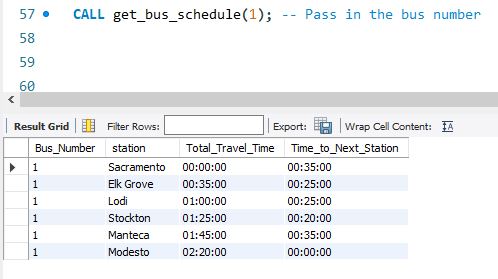 57 CALL get_bus_schedule(1); -- Pass in the bus number
58
59
60
Result Grid Filter Rows: Export: Wrap Cell Content: IA
Bus_Number station Total_Travel_Time Time_to_Next_Station
1 Sacramento 00:00:00 00:35:00
1 Elk Grove 00:35:00 00:25:00
1 Lodi 01:00:00 00:25:00
1 Stockton 01:25:00 00:20:00
1 Manteca 01:45:00 00:35:00
1 Modesto 02:20:00 00:00:00